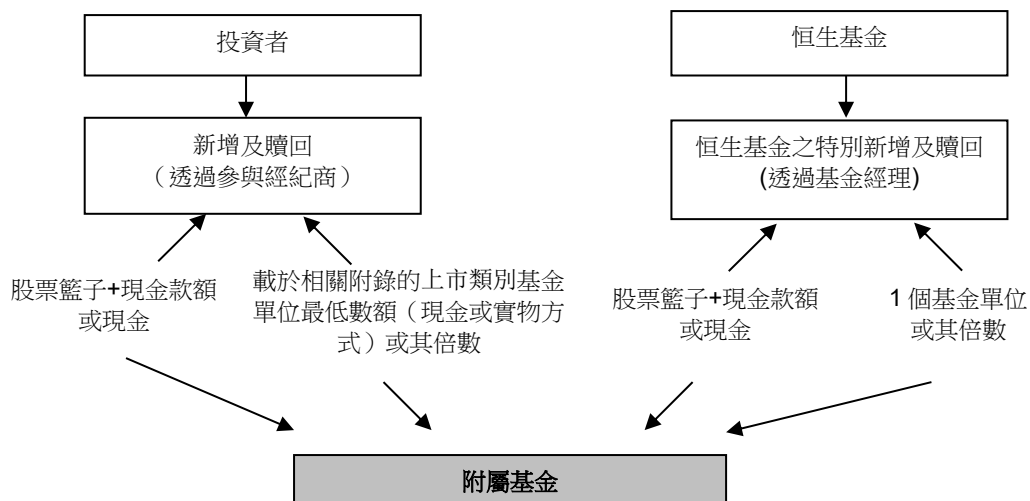 投資者
恒生基金
新增及贖回
（透過參與經紀商）
恒生基金之特別新增及贖回
(透過基金經理)
股票籃子+現金款額
或現金
載於相關附錄的上市類別基金
單位最低數額（現金或實物方
式）或其倍數
股票籃子+現金款額
或現金
1 個基金單位
或其倍數
附屬基金